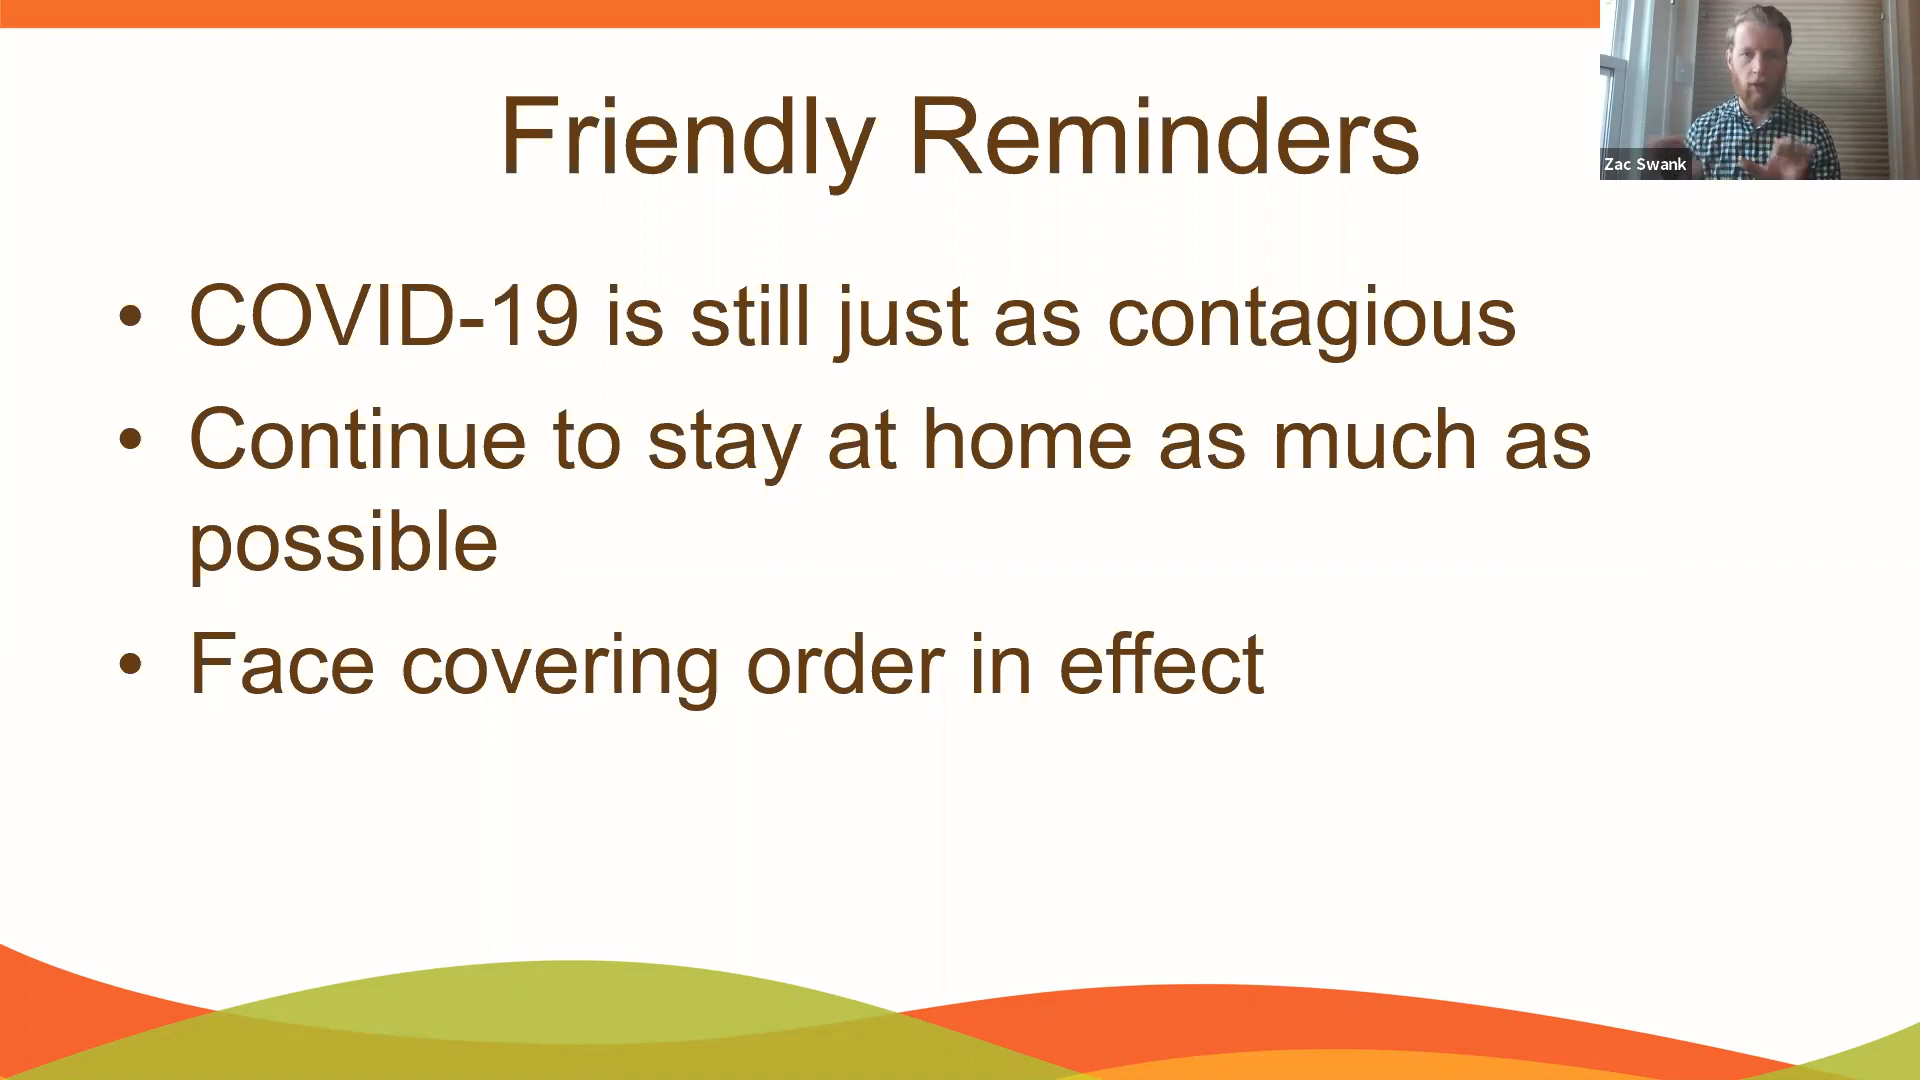 Friendly Reminders
Zac Swank
• COVID-19 is still just as contagious
• Continue to stay at home as much as
possible
• Face covering order in effect